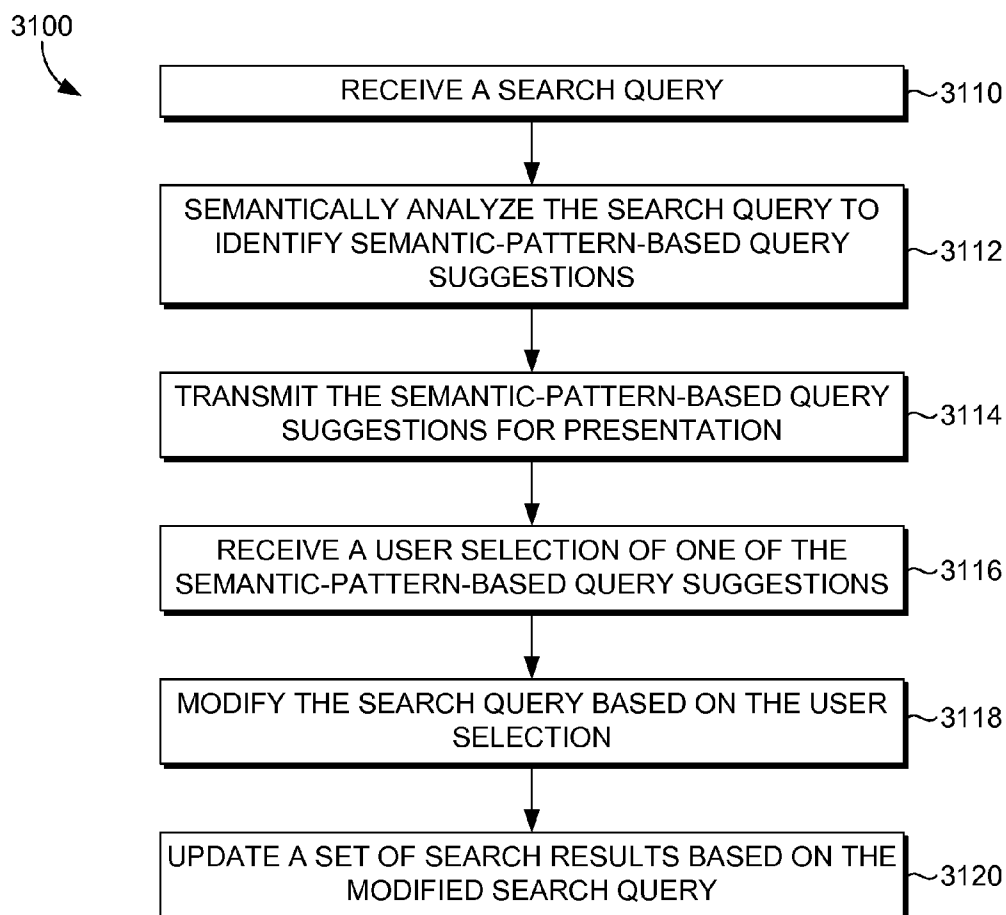 3100
RECEIVE A SEARCH QUERY
3110
SEMANTICALLY ANALYZE THE SEARCH QUERY TO
IDENTIFY SEMANTIC-PATTERN-BASED QUERY
SUGGESTIONS
3112
TRANSMIT THE SEMANTIC-PATTERN-BASED QUERY
SUGGESTIONS FOR PRESENTATION
3114
RECEIVE A USER SELECTION OF ONE OF THE
SEMANTIC-PATTERN-BASED QUERY SUGGESTIONS
3116
MODIFY THE SEARCH QUERY BASED ON THE USER
SELECTION
3118
UPDATE A SET OF SEARCH RESULTS BASED ON THE
MODIFIED SEARCH QUERY
3120